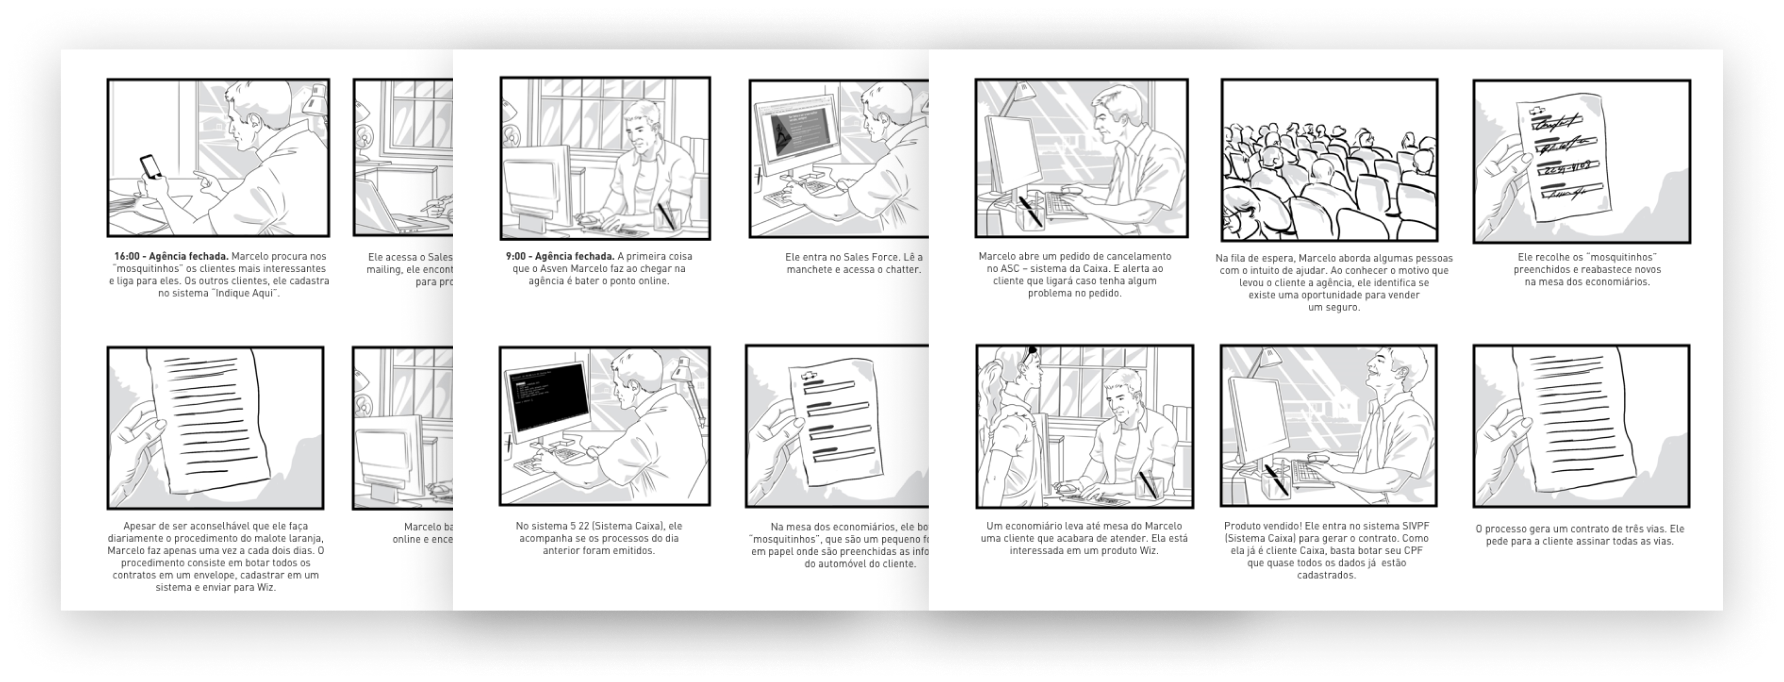 16:00 - Agência fechada. Marcelo procura nos
"mosquitinhos" os clientes mais interessantes
e liga para eles. Os outros clientes, ele cadastra
no sistema "Indique Aqui".
Ele acessa o Sales
mailing, ele
para
Apesar de ser aconselhável que ele faça
diariamente o procedimento do malote laranja,
Marcelo faz apenas uma vez a cada dois dias. O
procedimento consiste em botar todos os
contratos em um envelope, cadastrar em um
sistema e enviar para Wiz.
Marcelo
online e
9:00 - Agência fechada. A primeira coisa
que o Asven Marcelo faz ao chegar na
agência é bater o ponto online.
Ele entra no Sales Force. Lê a
manchete e acessa o chatter.
No sistema 5 22 (Sistema Caixa), ele
acompanha se os processos do dia
anterior foram emitidos.
Na mesa dos economiários, ele
"mosquitinhos", que são um pequeno
em papel onde são preenchidas as
do automóvel do cliente.
Marcelo abre um pedido de cancelamento
no ASC – sistema da Caixa. E alerta ao
cliente que ligará caso tenha algum
problema no pedido.
Na fila de espera, Marcelo aborda algumas pessoas
com o intuito de ajudar. Ao conhecer o motivo que
levou o cliente a agência, ele identifica se
existe uma oportunidade para vender
um seguro.
Ele recolhe os "mosquitinhos"
preenchidos e reabastece novos
na mesa dos economiários.
Um economiário leva até mesa do Marcelo
uma cliente que acabara de atender. Ela está
interessada em um produto Wiz.
Produto vendido! Ele entra no sistema SIVPF
(Sistema Caixa) para gerar o contrato. Como
ela já é cliente Caixa, basta botar seu CPF
que quase todos os dados já estão
cadastrados.
O processo gera um contrato de três vias. Ele
pede para a cliente assinar todas as vias.